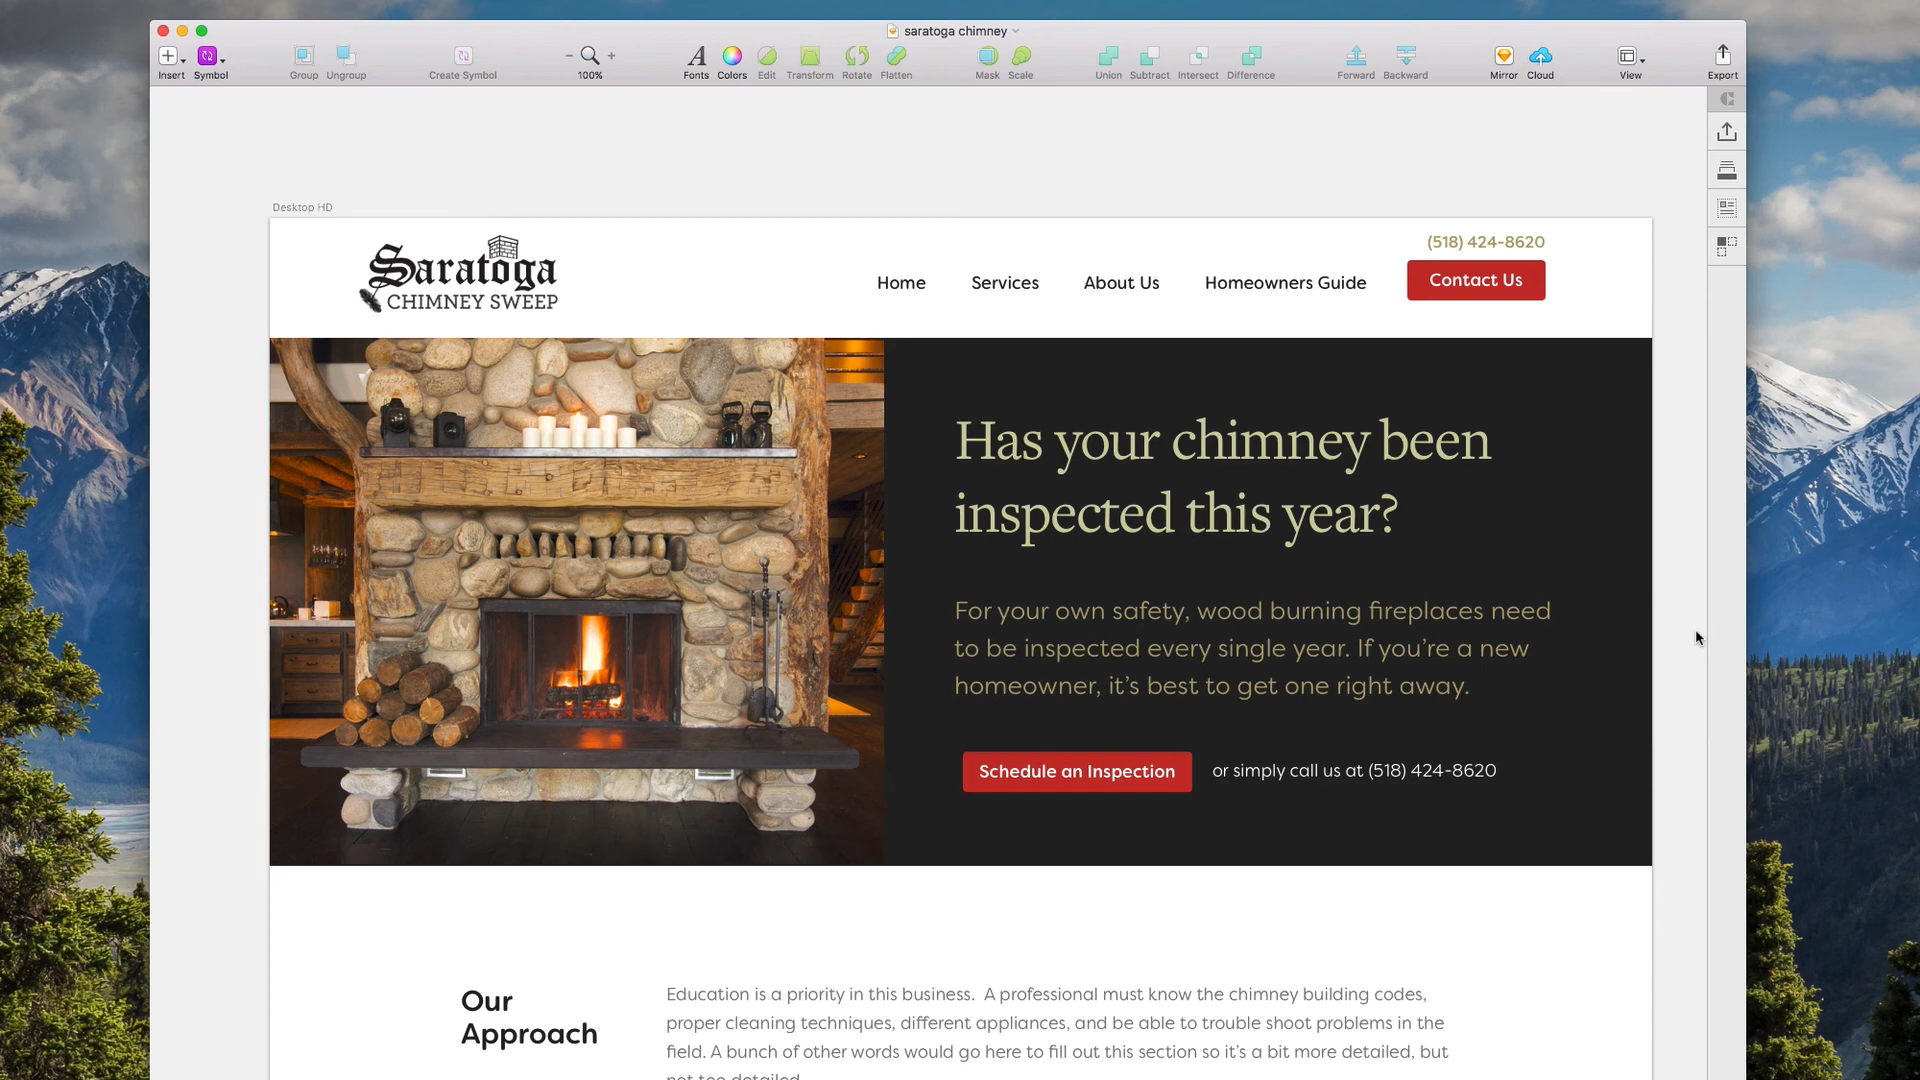 saratoga chimney
Insert
Symbol
Group
Ungroup
Create Symbol
100%
Fonts
Colors
Edit
Transform
Rotate
Flatten
Mask
Scale
Union
Subtract
Intersect
Difference
Forward
Backward
Mirror
Cloud
View
Export
Desktop HD
Saratoga
CHIMNEY SWEEP
(518) 424-8620
Home
Services
About Us
Homeowners Guide
Contact Us
Has your chimney been
inspected this year?
For your own safety, wood burning fireplaces need
to be inspected every single year. If you’re a new
homeowner, it’s best to get one right away.
Schedule an Inspection
or simply call us at (518) 424-8620
Our
Approach
Education is a priority in this business.  A professional must know the chimney building codes,
proper cleaning techniques, different appliances, and be able to trouble shoot problems in the
field. A bunch of other words would go here to fill out this section so it’s a bit more detailed, but
not too detailed